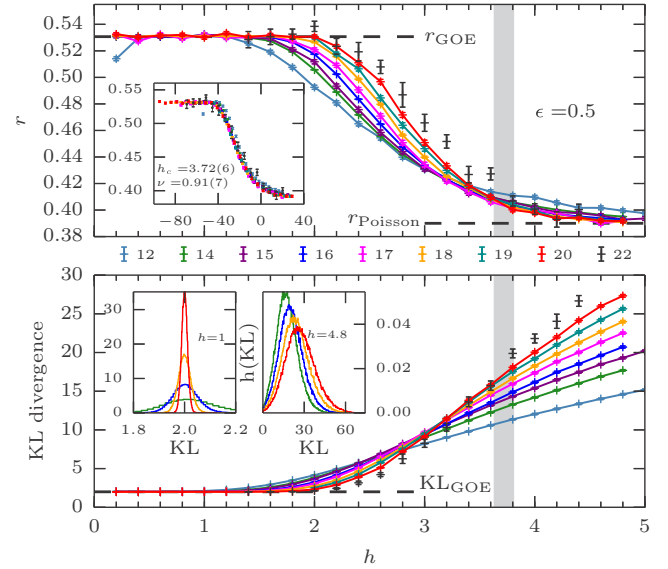 0.54
0.52
0.50
0.48
0.46
0.44
0.42
0.40
0.38
r
r_GOE
ϵ =0.5
r_Poisson
0.55
0.50
0.45
0.40
h_c =3.72(6)
ν =0.91(7)
−80 −40 0 40
12 14 15 16 17 18 19 20 22
30
25
20
15
10
5
0
KL divergence
30
20
10
0
h=1
1.8 2.0 2.2
KL
h(KL)
h=4.8
0 30 60
KL
0.04
0.02
0.00
KL_GOE
0 1 2 3 4 5
h